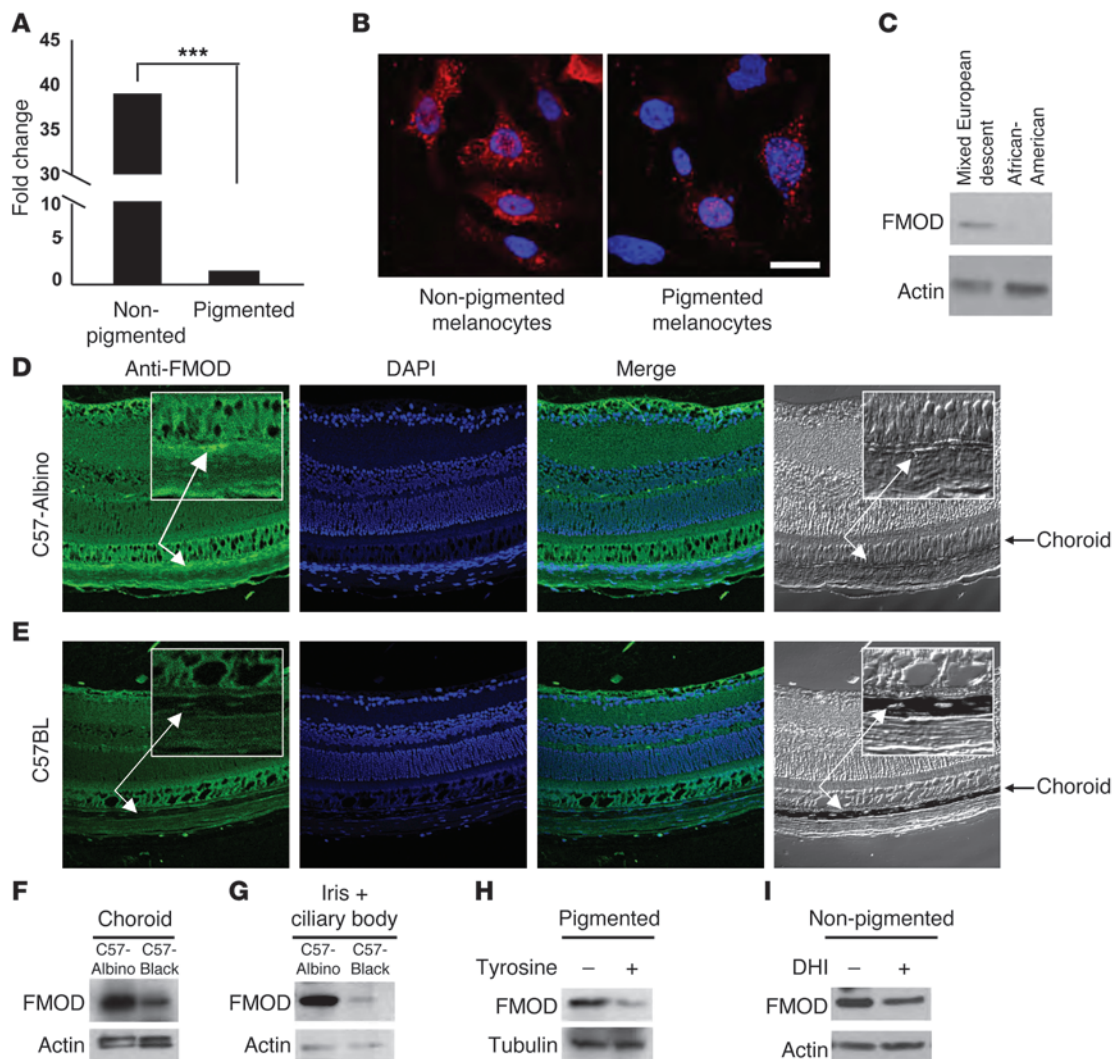 A
45
40
30
10
5
0
Fold change
***
Non-
pigmented
Pigmented
B
Non-pigmented
melanocytes
Pigmented
melanocytes
C
Mixed European
descent
African-
American
FMOD
Actin
D
Anti-FMOD
DAPI
Merge
C57-Albino
Choroid
E
C57BL
Choroid
F
Choroid
C57- C57-
Albino Black
FMOD
Actin
G
Iris +
ciliary body
C57- C57-
Albino Black
FMOD
Actin
H
Pigmented
Tyrosine − +
FMOD
Tubulin
I
Non-pigmented
DHI − +
FMOD
Actin